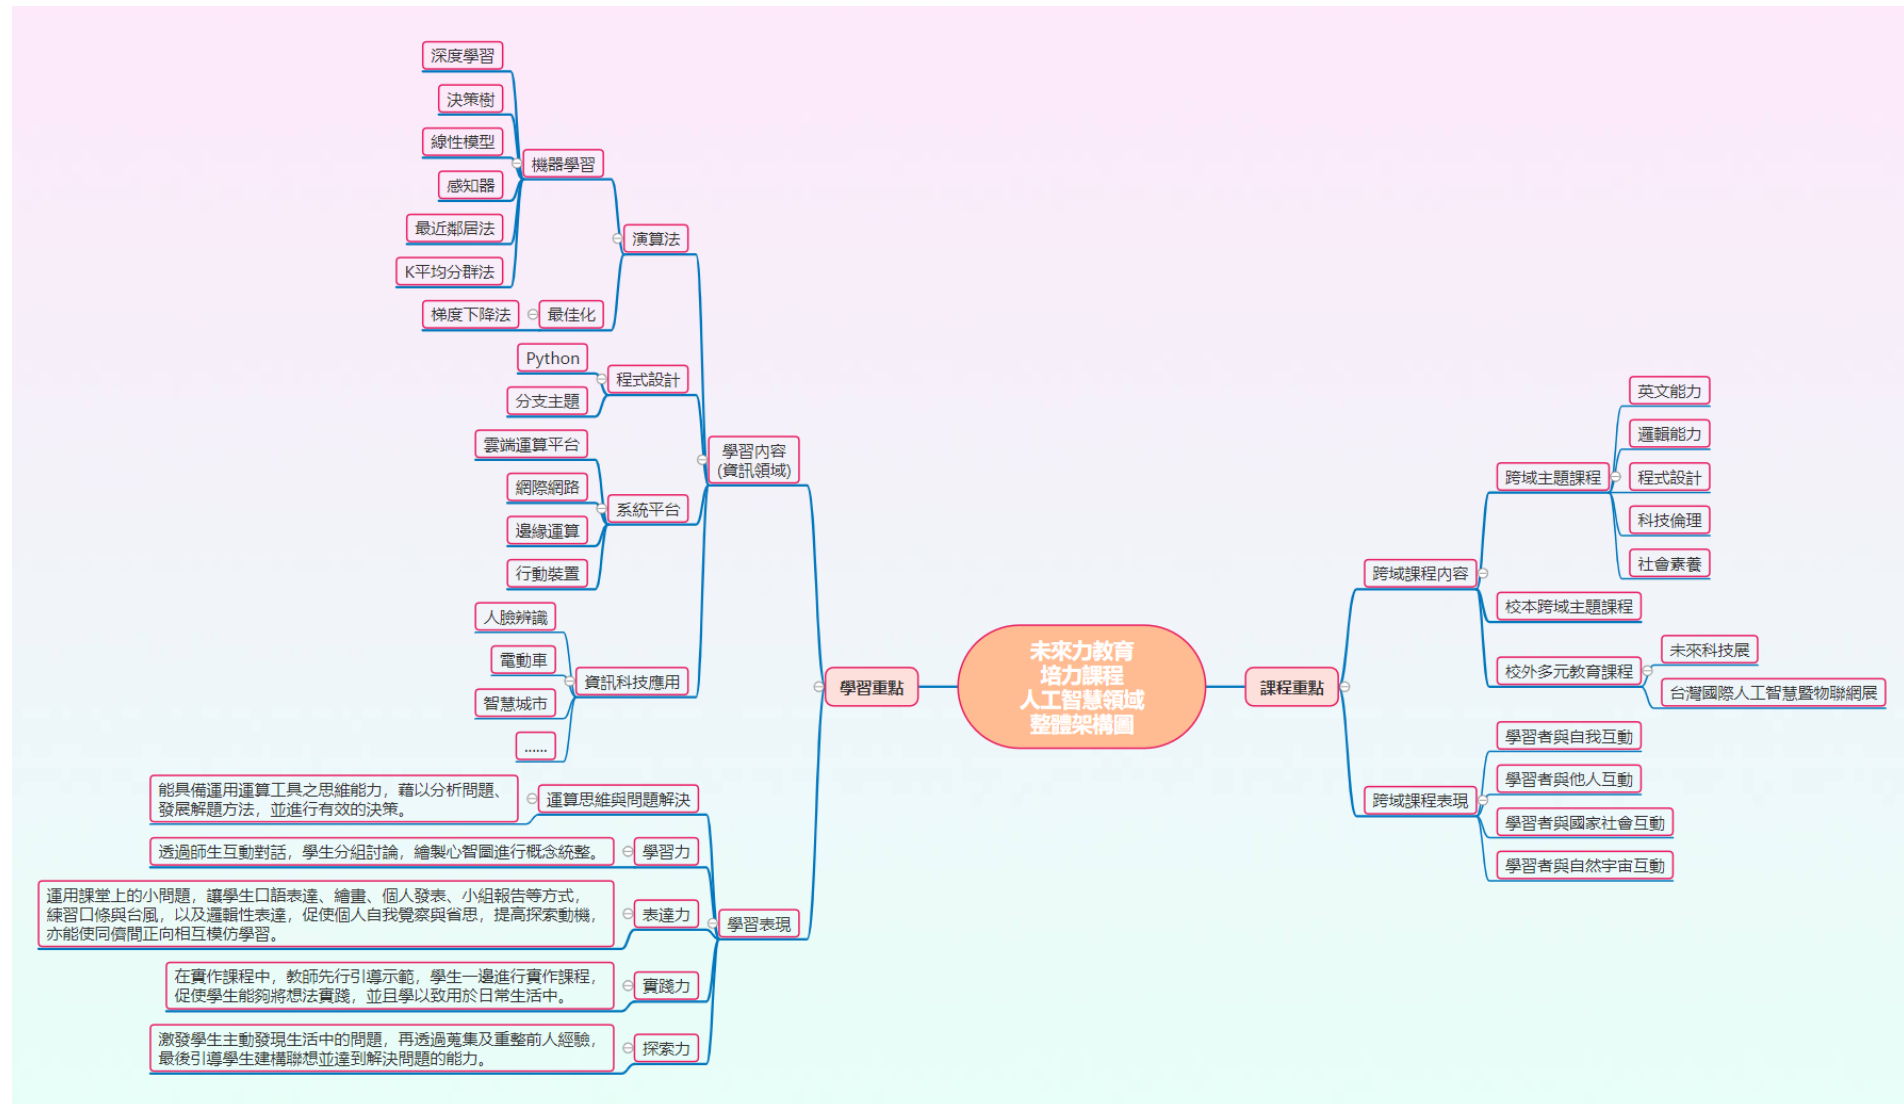 深度學習
決策樹
線性模型
感知器
最近鄰居法
K平均分群法
機器學習
梯度下降法
最佳化
演算法
Python
分支主題
程式設計
雲端運算平台
網際網路
邊緣運算
行動裝置
系統平台
人臉辨識
電動車
智慧城市
......
資訊科技應用
學習內容
(資訊領域)
能具備運用運算工具之思維能力，藉以分析問題、
發展解題方法，並進行有效的決策。
運算思維與問題解決
透過師生互動對話，學生分組討論，繪製心智圖進行概念統整。
學習力
運用課堂上的小問題，讓學生口語表達、繪畫、個人發表、小組報告等方式，
練習口條與台風，以及邏輯性表達，促使個人自我覺察與省思，提高探索動機，
亦能使同儕間正向相互模仿學習。
表達力
在實作課程中，教師先行引導示範，學生一邊進行實作課程，
促使學生能夠將想法實踐，並且學以致用於日常生活中。
實踐力
激發學生主動發現生活中的問題，再透過蒐集及重整前人經驗，
最後引導學生建構聯想並達到解決問題的能力。
探索力
學習表現
學習重點
未來力教育
培力課程
人工智慧領域
整體架構圖
課程重點
跨域課程內容
跨域主題課程
英文能力
邏輯能力
程式設計
科技倫理
社會素養
校本跨域主題課程
校外多元教育課程
未來科技展
台灣國際人工智慧暨物聯網展
跨域課程表現
學習者與自我互動
學習者與他人互動
學習者與國家社會互動
學習者與自然宇宙互動